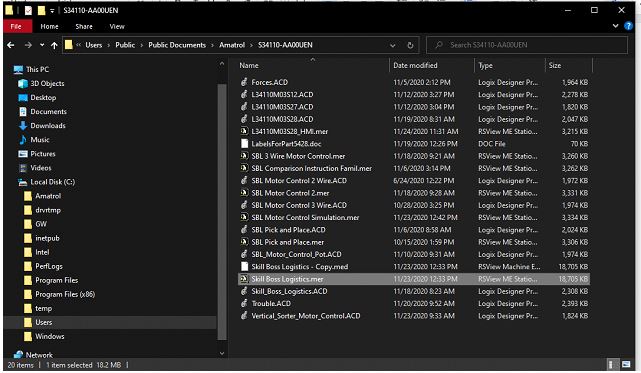 S34110-AA00UEN
File Home Share View
Users Public Public Documents Amatrol S34110-AA00UEN Search S34110-AA00UEN
Name Date modified Type Size
This PC
3D Objects
Desktop
Documents
Downloads
Music
Pictures
Videos
Local Disk (C:)
Amatrol
drvrtmp
GW
inetpub
Intel
PerfLogs
Program Files
Program Files (x86)
temp
Users
Windows
Network
Forces.ACD 11/5/2020 2:12 PM Logix Designer Pr... 1,964 KB
L34110M03S12.ACD 11/12/2020 3:27 PM Logix Designer Pr... 2,278 KB
L34110M03S27.ACD 11/2/2020 3:04 PM Logix Designer Pr... 1,820 KB
L34110M03S28.ACD 11/19/2020 8:31 AM Logix Designer Pr... 2,047 KB
L34110M03S28_HMI.mer 11/24/2020 11:31 AM RSView ME Statio... 3,215 KB
LabelsForPart5428.doc 11/19/2020 12:26 PM DOC File 70 KB
SBL 3 Wire Motor Control.mer 11/18/2020 9:21 AM RSView ME Statio... 3,260 KB
SBL Comparison Instruction Famil.mer 11/6/2020 3:14 PM RSView ME Statio... 3,262 KB
SBL Motor Control 2 Wire.ACD 6/24/2020 12:22 PM Logix Designer Pr... 1,972 KB
SBL Motor Control 2.mer 11/18/2020 9:28 AM RSView ME Statio... 3,331 KB
SBL Motor Control 3 Wire.ACD 10/28/2020 3:25 PM Logix Designer Pr... 1,974 KB
SBL Motor Control Simulation.mer 11/23/2020 12:42 PM RSView ME Statio... 3,334 KB
SBL Pick and Place.ACD 11/6/2020 8:58 AM Logix Designer Pr... 2,024 KB
SBL Pick and Place.mer 10/15/2020 1:59 PM RSView ME Statio... 3,306 KB
SBL_Motor_Control_Pot.ACD 11/10/2020 9:31 AM Logix Designer Pr... 1,974 KB
Skill Boss Logistics - Copy.med 11/23/2020 12:33 PM RSView Machine E... 18,705 KB
Skill Boss Logistics.mer 11/23/2020 12:33 PM RSView ME Statio... 18,705 KB
Skill_Boss_Logistics.ACD 11/18/2020 8:23 AM Logix Designer Pr... 2,308 KB
Trouble.ACD 11/20/2020 9:52 AM Logix Designer Pr... 2,393 KB
Vertical_Sorter_Motor_Control.ACD 11/23/2020 9:33 AM Logix Designer Pr... 1,824 KB
20 items 1 item selected 18.2 MB